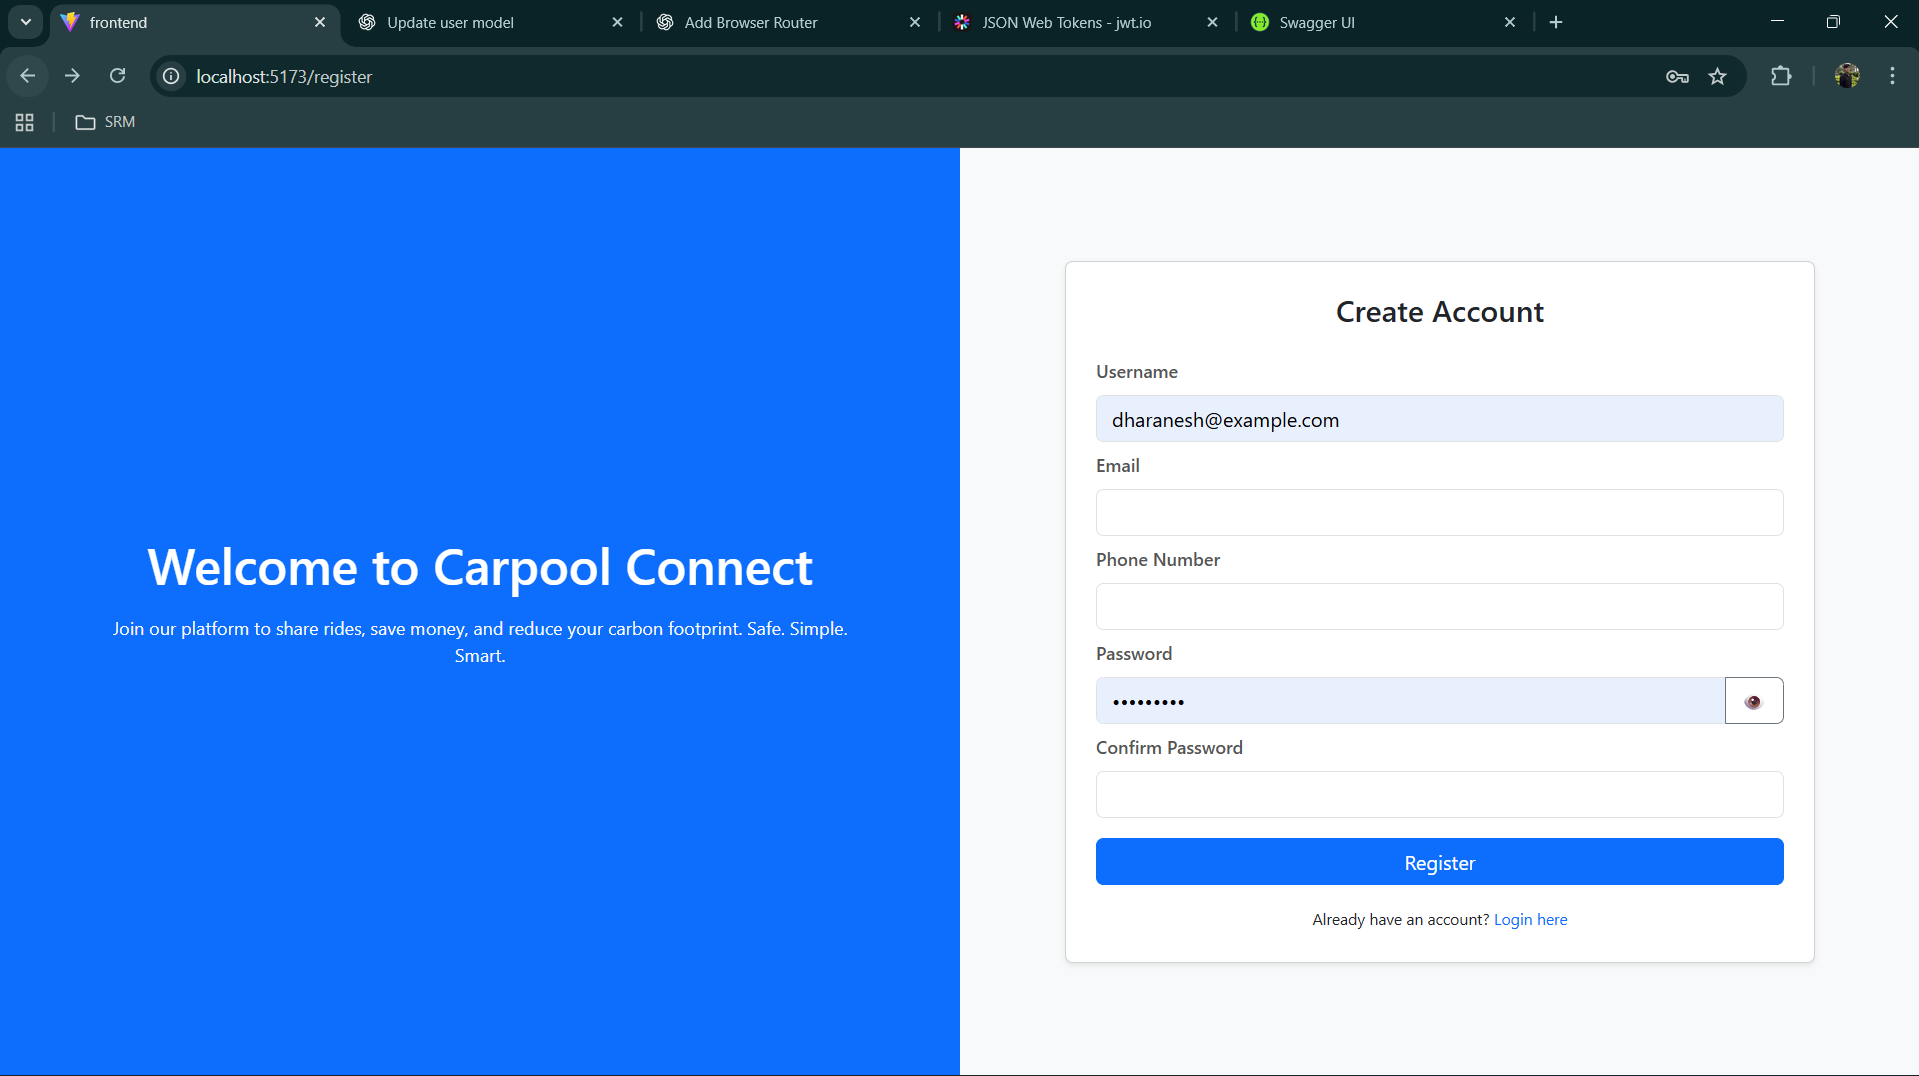 frontend
Update user model
Add Browser Router
JSON Web Tokens - jwt.io
Swagger UI
localhost:5173/register
SRM
Welcome to Carpool Connect
Join our platform to share rides, save money, and reduce your carbon footprint. Safe. Simple.
Smart.
Create Account
Username
dharanesh@example.com
Email
Phone Number
Password
•••••••••
Confirm Password
Register
Already have an account? Login here